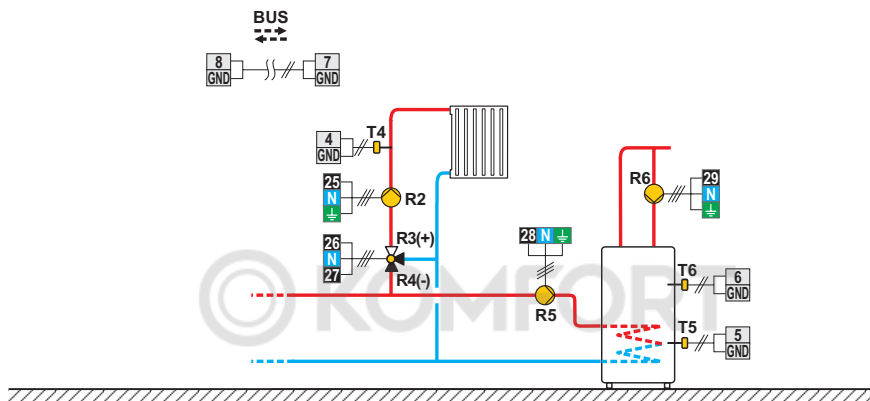 BUS
8
GND
7
GND
4
GND
T4
25
N
R2
26
N
27
R3(+)
R4(-)
28 N
R5
R6
29
N
T6
6
GND
T5
5
GND
KOMFORT